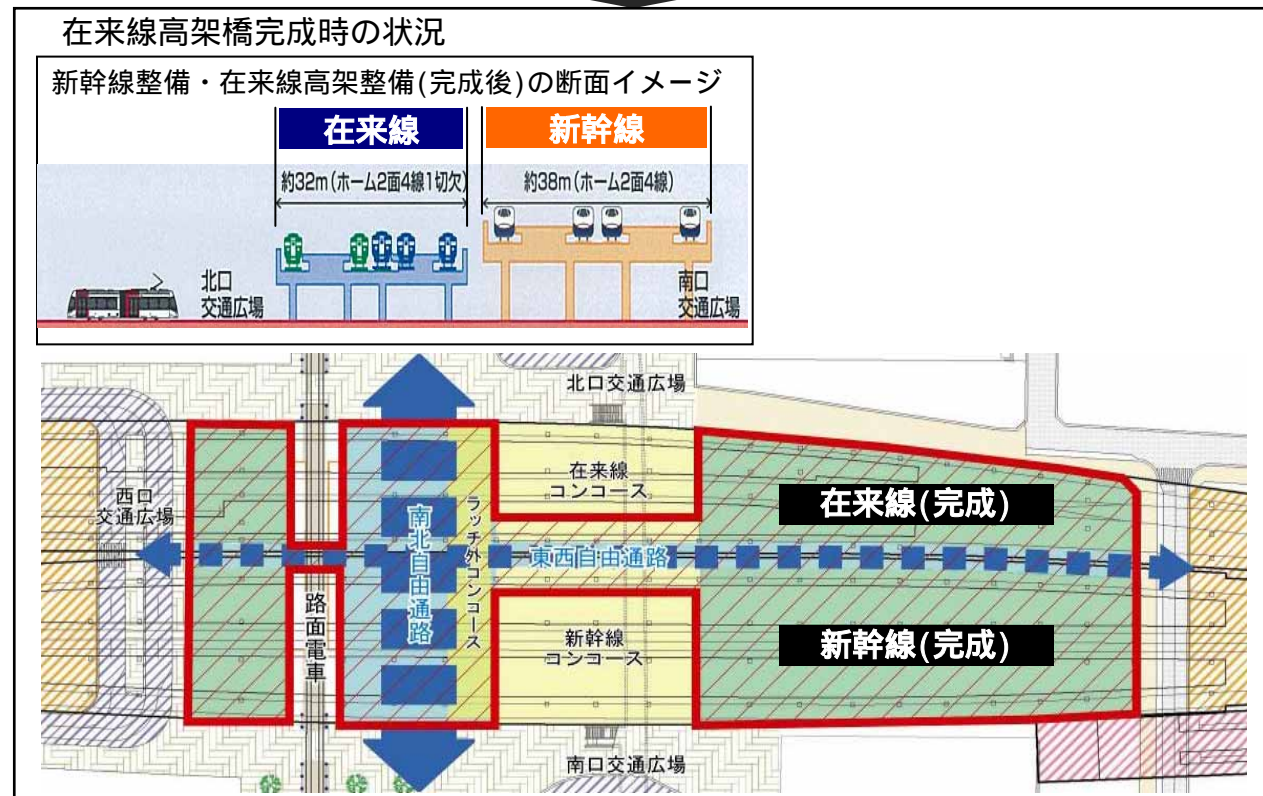 在来線高架橋完成時の状況
新幹線整備・在来線高架整備(完成後)の断面イメージ
在来線
新幹線
約32m(ホーム2面4線1切欠)
約38m(ホーム2面4線)
北口
交通広場
南口
交通広場
北口交通広場
西口
交通広場
路面電車
南北自由通路
ラッチ外コンコース
在来線
コンコース
東西自由通路
新幹線
コンコース
在来線(完成)
新幹線(完成)
南口交通広場